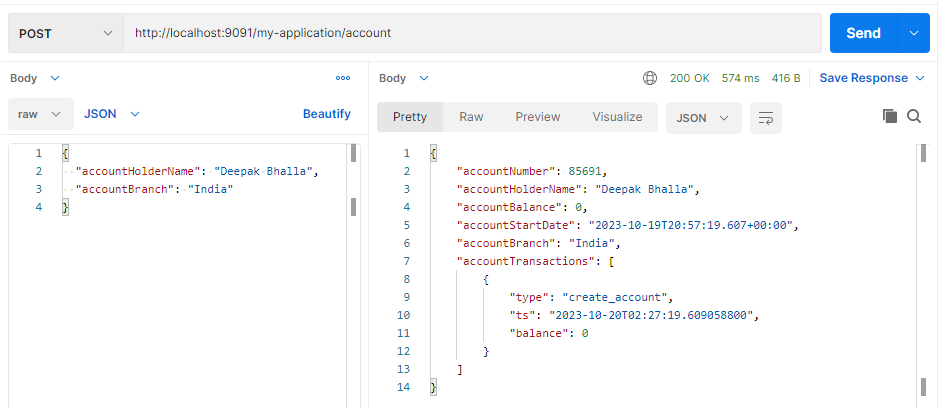 POST http://localhost:9091/my-application/account Send
Body ooo Body 200 OK 574 ms 416 B Save Response
raw JSON Beautify Pretty Raw Preview Visualize JSON
1 {
2 "accountHolderName": "Deepak Bhalla",
3 "accountBranch": "India"
4 }
1 {
2 "accountNumber": 85691,
3 "accountHolderName": "Deepak Bhalla",
4 "accountBalance": 0,
5 "accountStartDate": "2023-10-19T20:57:19.607+00:00",
6 "accountBranch": "India",
7 "accountTransactions": [
8 {
9 "type": "create_account",
10 "ts": "2023-10-20T02:27:19.609058800",
11 "balance": 0
12 }
13 ]
14 }